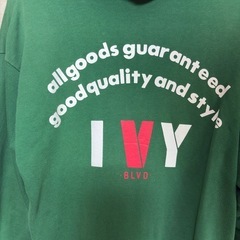 allgoods guaranteed
goodquality and style
IVY
BLVD